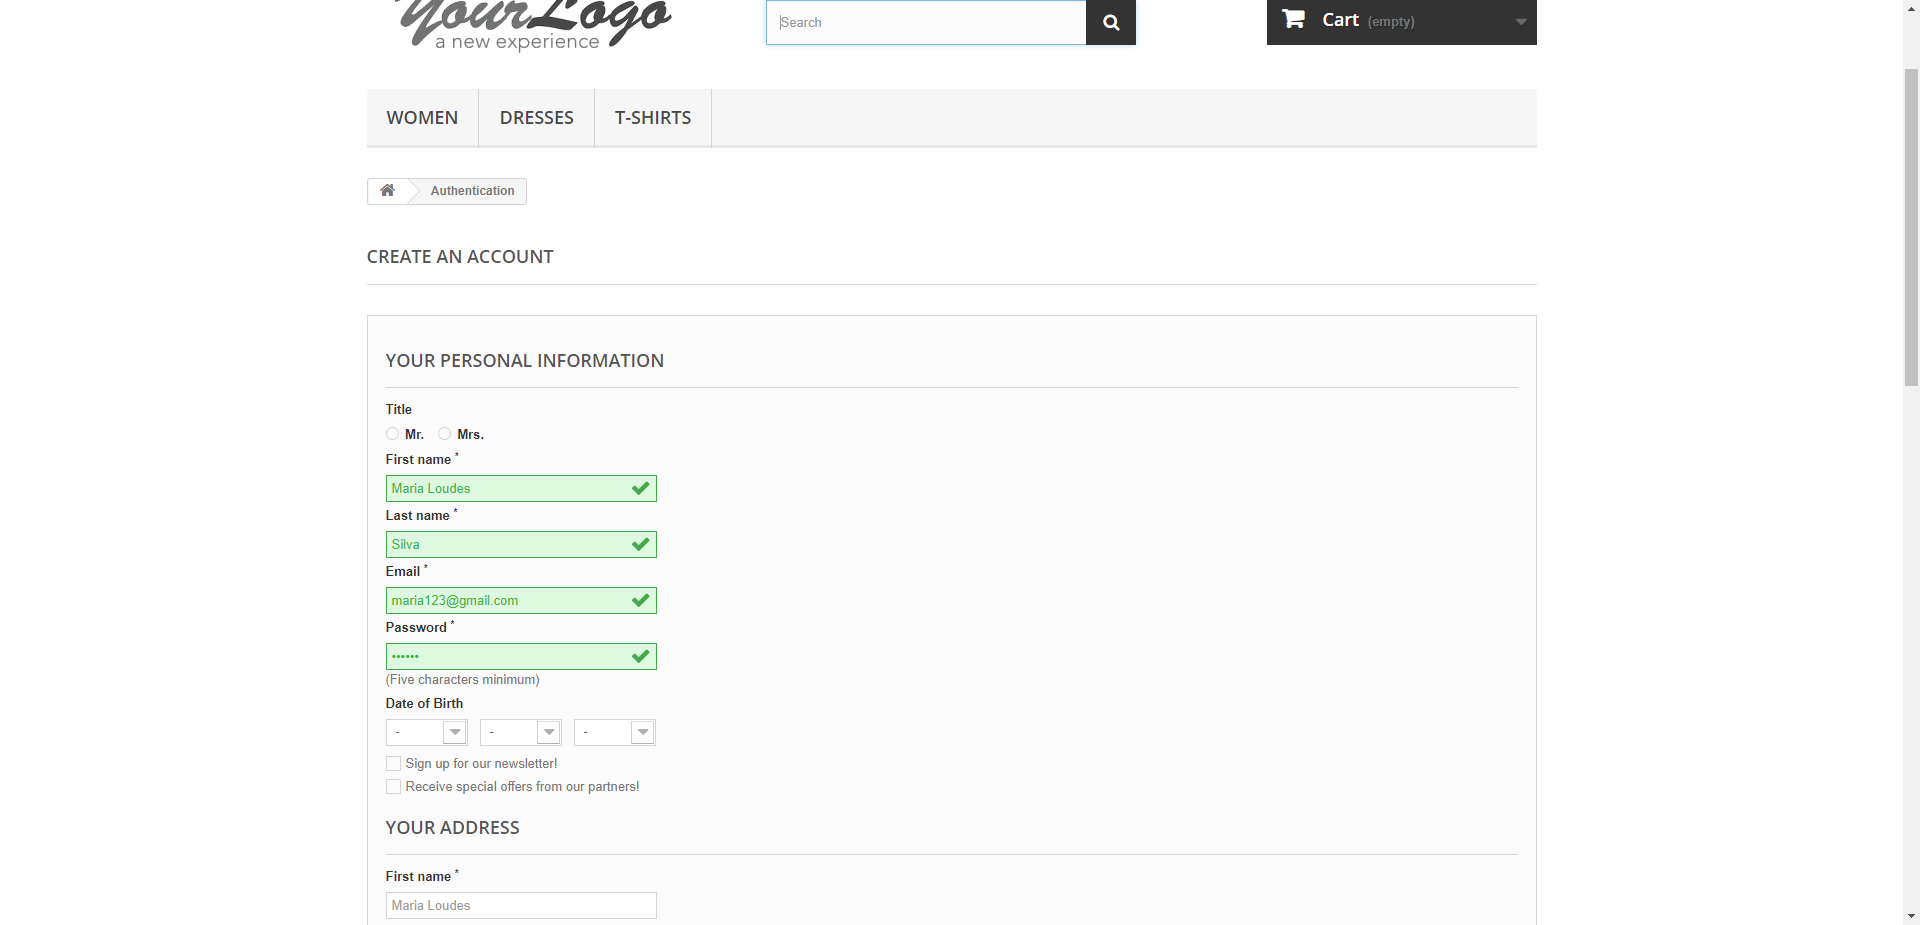 YourLogo
a new experience
Search
Cart (empty)
WOMEN DRESSES T-SHIRTS
Authentication
CREATE AN ACCOUNT
YOUR PERSONAL INFORMATION
Title
Mr. Mrs.
First name *
Maria Loudes
Last name *
Silva
Email *
maria123@gmail.com
Password *
••••••
(Five characters minimum)
Date of Birth
- - -
Sign up for our newsletter!
Receive special offers from our partners!
YOUR ADDRESS
First name *
Maria Loudes